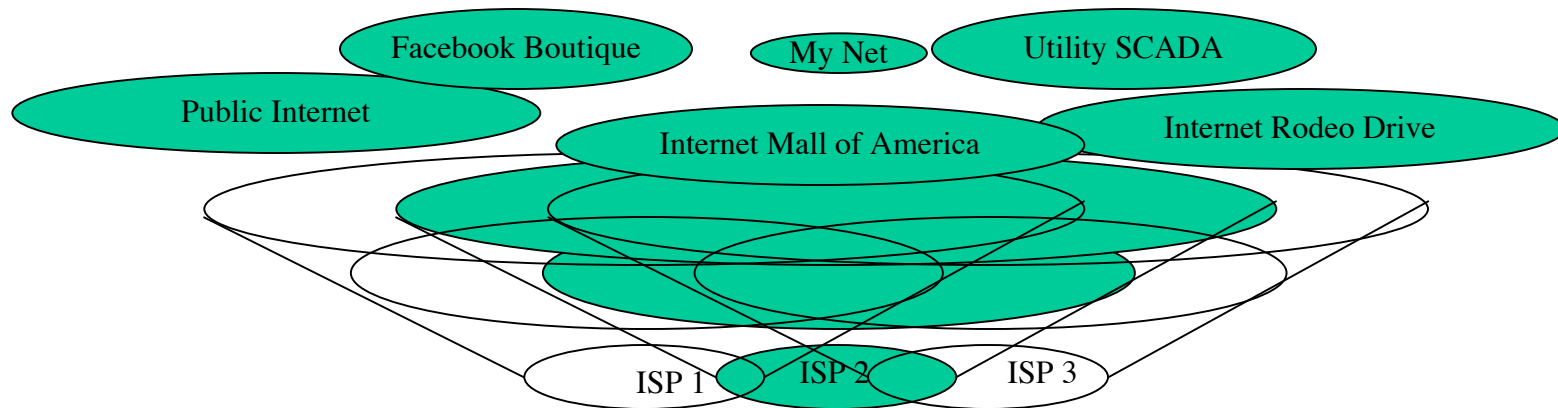 Facebook Boutique
My Net
Utility SCADA
Public Internet
Internet Mall of America
Internet Rodeo Drive
ISP 1
ISP 2
ISP 3